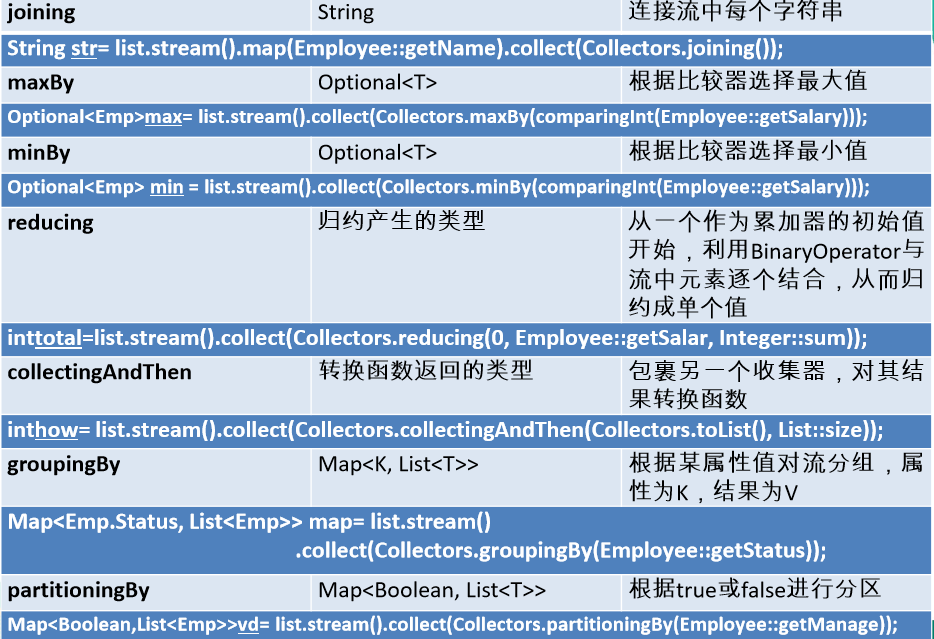 joining String 连接流中每个字符串
String str= list.stream().map(Employee::getName).collect(Collectors.joining());
maxBy Optional<T> 根据比较器选择最大值
Optional<Emp>max= list.stream().collect(Collectors.maxBy(comparingInt(Employee::getSalary)));
minBy Optional<T> 根据比较器选择最小值
Optional<Emp> min = list.stream().collect(Collectors.minBy(comparingInt(Employee::getSalary)));
reducing 归约产生的类型 从一个作为累加器的初始值
开始，利用BinaryOperator与
流中元素逐个结合，从而归
约成单个值
inttotal=list.stream().collect(Collectors.reducing(0, Employee::getSalar, Integer::sum));
collectingAndThen 转换函数返回的类型 包裹另一个收集器，对其结
果转换函数
inthow= list.stream().collect(Collectors.collectingAndThen(Collectors.toList(), List::size));
groupingBy Map<K, List<T>> 根据某属性值对流分组，属
性为K，结果为V
Map<Emp.Status, List<Emp>> map= list.stream()
.collect(Collectors.groupingBy(Employee::getStatus));
partitioningBy Map<Boolean, List<T>> 根据true或false进行分区
Map<Boolean,List<Emp>>vd= list.stream().collect(Collectors.partitioningBy(Employee::getManage));